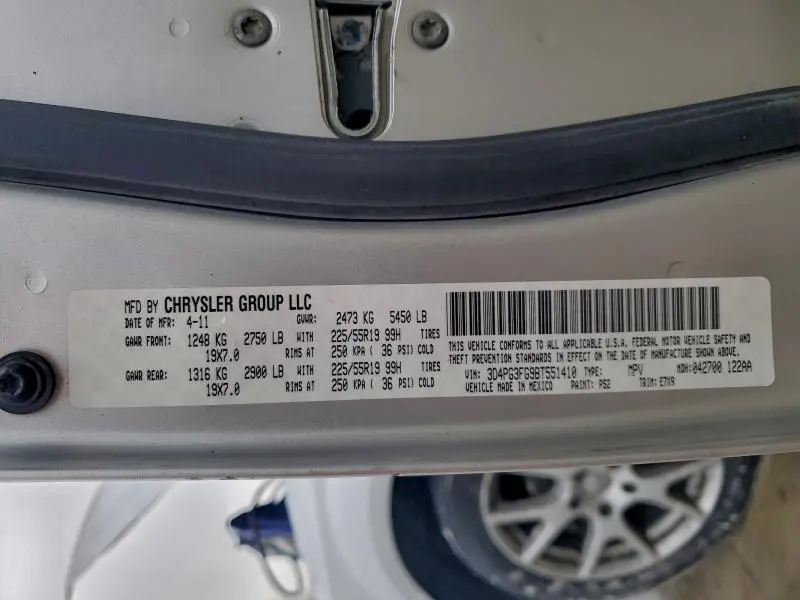 MFD BY CHRYSLER GROUP LLC
DATE OF MFR: 4-11 GVWR: 2473 KG 5450 LB
GAWR FRONT: 1248 KG 2750 LB WITH 225/55R19 99H TIRES
19X7.0 RIMS AT 250 KPA ( 36 PSI) COLD
GAWR REAR: 1316 KG 2900 LB WITH 225/55R19 99H TIRES
19X7.0 RIMS AT 250 KPA ( 36 PSI) COLD
THIS VEHICLE CONFORMS TO ALL APPLICABLE U.S.A. FEDERAL MOTOR VEHICLE SAFETY AND
THEFT PREVENTION STANDARDS IN EFFECT ON THE DATE OF MANUFACTURE SHOWN ABOVE.
VIN: 3D4PG3FG9BT551410 TYPE: MPV MDH:042700 122AA
VEHICLE MADE IN MEXICO PAINT: PS2 TRIM: E7X9